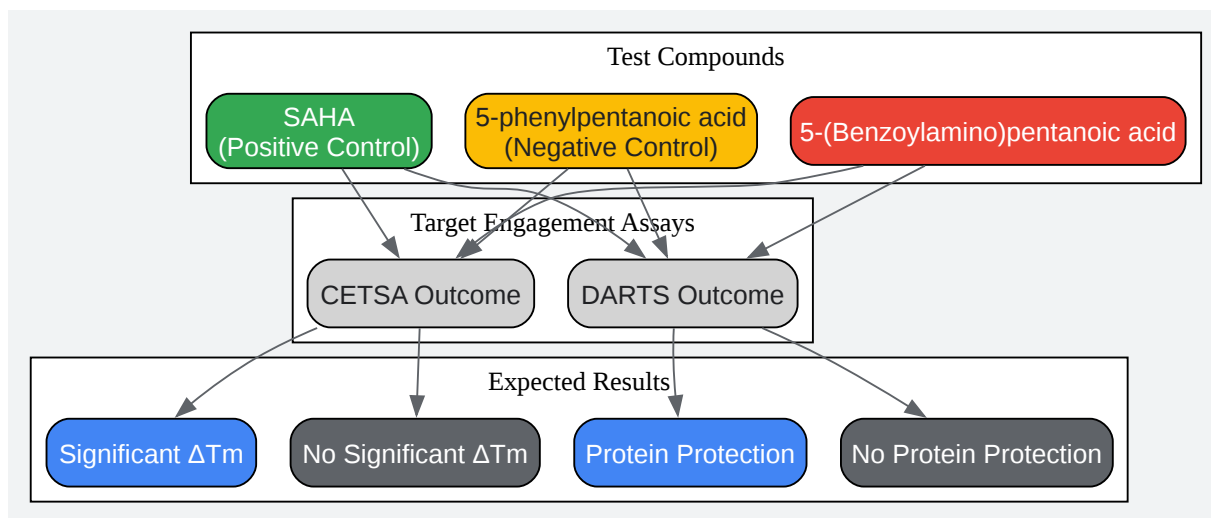 Test Compounds
SAHA
(Positive Control)
5-phenylpentanoic acid
(Negative Control)
5-(Benzoylamino)pentanoic acid
Target Engagement Assays
CETSA Outcome
DARTS Outcome
Expected Results
Significant ΔTm
No Significant ΔTm
Protein Protection
No Protein Protection